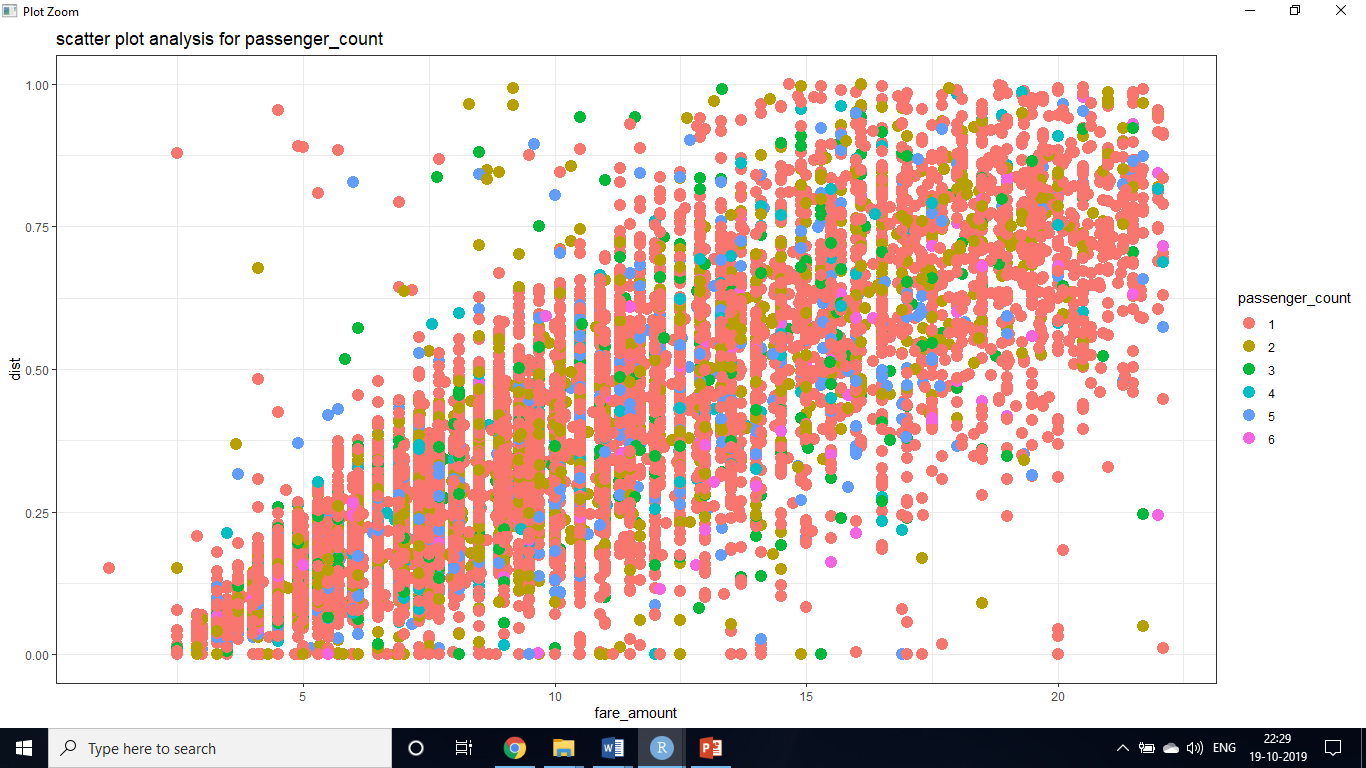 Plot Zoom
scatter plot analysis for passenger_count
1.00
0.75
0.50
0.25
0.00
dist
5 10 15 20
fare_amount
passenger_count
1
2
3
4
5
6
Type here to search
W R P
ENG
22:29
19-10-2019